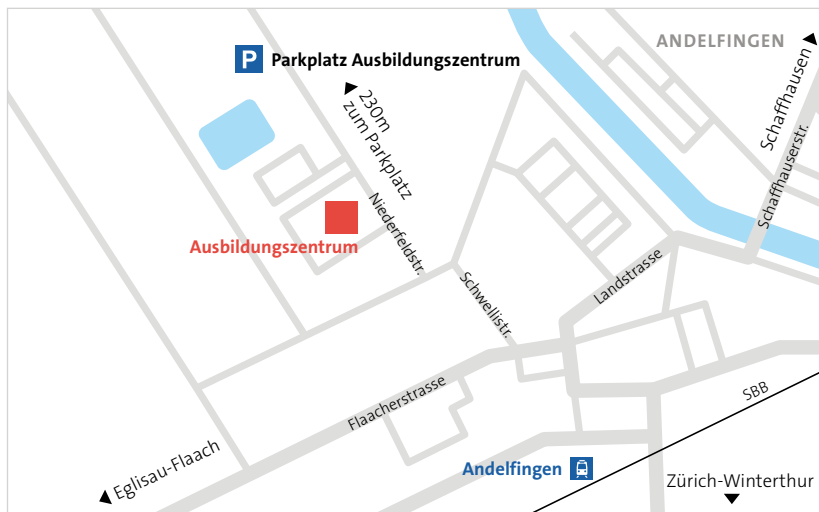 ANDELFINGEN
P Parkplatz Ausbildungszentrum
Schaffhausen
230m
zum Parkplatz
Schaffhauserstr.
Niederfeldstr.
Ausbildungszentrum
Landstrasse
Schwellistr.
Flaacherstrasse
SBB
Eglisau-Flaach
Andelfingen
Zürich-Winterthur